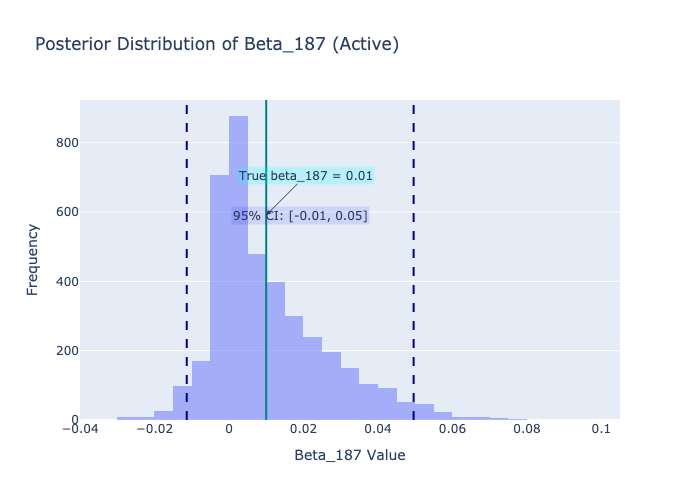 Posterior Distribution of Beta_187 (Active)
800
True beta_187 = 0.01
600
95% CI: [-0.01, 0.05]
Frequency
400
200
0
−0.04
−0.02
0
0.02
0.04
0.06
0.08
0.1
Beta_187 Value